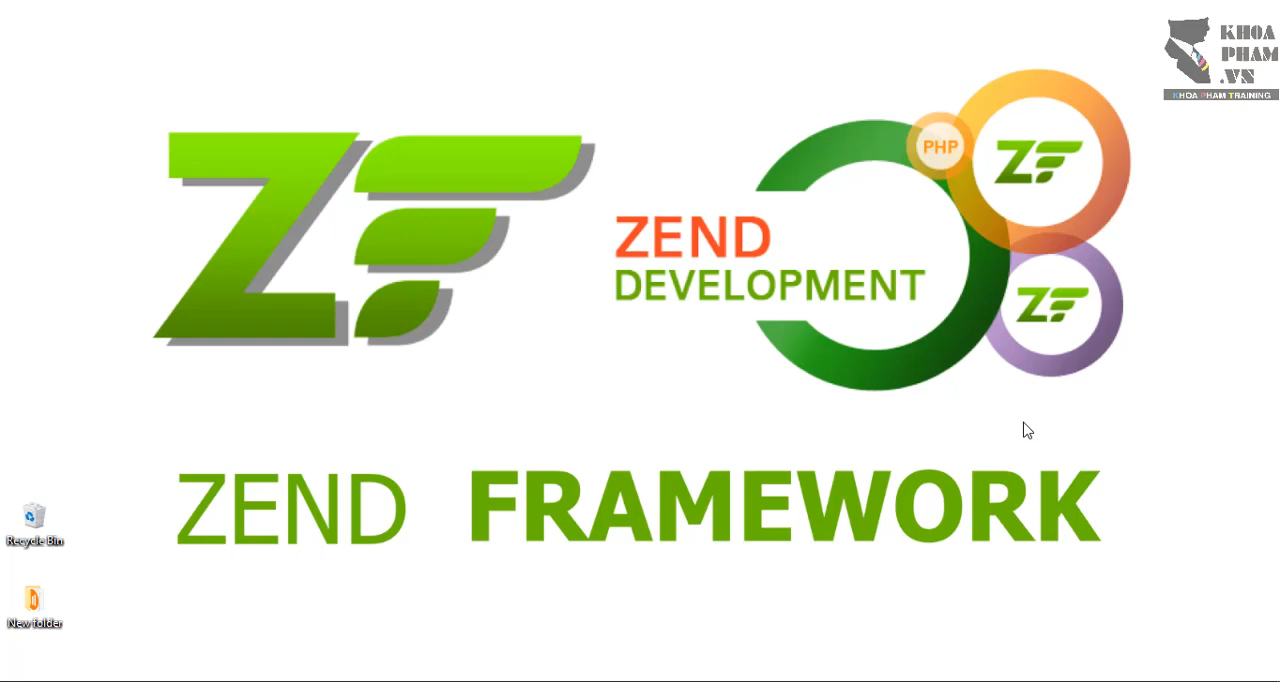 KHOA
PHAM
.VN
KHOA PHAM TRAINING
PHP
ZF
ZF
ZF
ZEND
DEVELOPMENT
ZEND FRAMEWORK
Recycle Bin
New folder